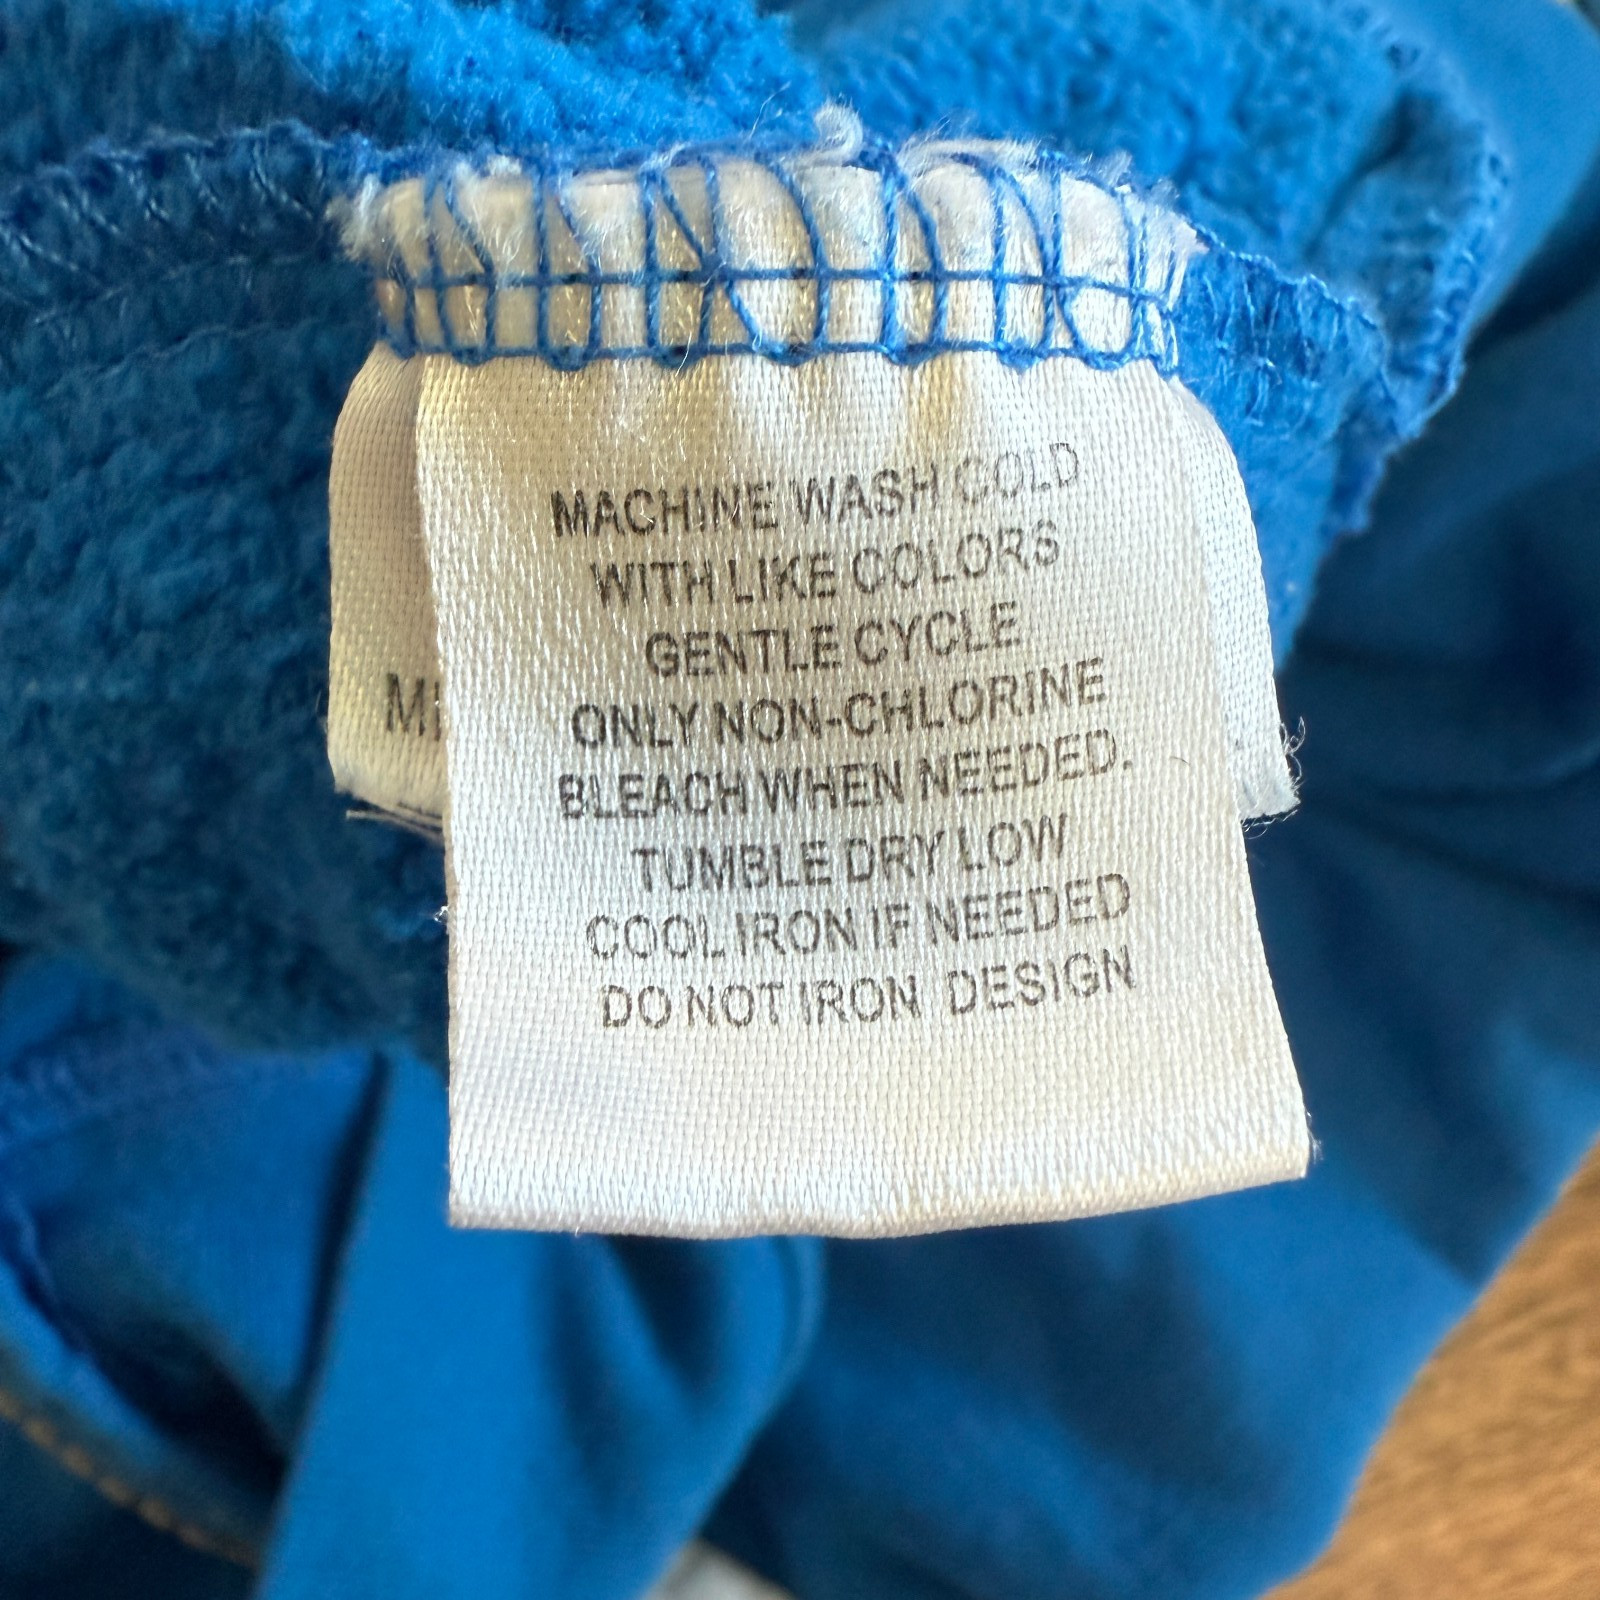 MACHINE WASH COLD
WITH LIKE COLORS
GENTLE CYCLE
ONLY NON-CHLORINE
BLEACH WHEN NEEDED.
TUMBLE DRY LOW
COOL IRON IF NEEDED
DO NOT IRON DESIGN